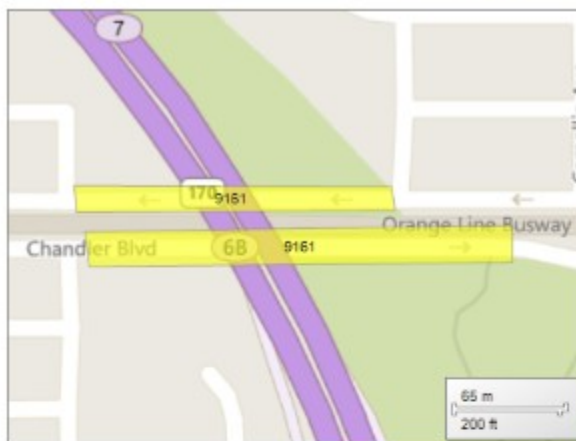 7
170
9161
Orange Line Busway
Chandler Blvd
6B
9161
65 m
200 ft